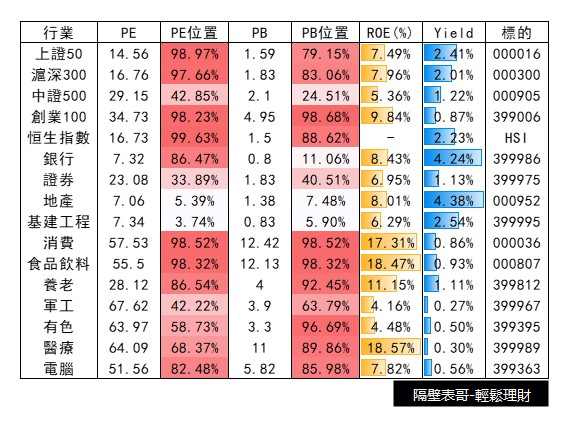 行業 PE PE位置 PB PB位置 ROE(%) Yield 標的
上證50 14.56 98.97% 1.59 79.15% 7.49% 2.41% 000016
滬深300 16.76 97.66% 1.83 83.06% 7.96% 2.01% 000300
中證500 29.15 42.85% 2.1 24.51% 5.36% 1.22% 000905
創業100 34.73 98.23% 4.95 98.68% 9.84% 0.87% 399006
恒生指數 16.73 99.63% 1.5 88.62% - 2.23% HSI
銀行 7.32 86.47% 0.8 11.06% 8.43% 4.24% 399986
證劵 23.08 33.89% 1.83 40.51% 6.95% 1.13% 399975
地產 7.06 5.39% 1.38 7.48% 8.01% 4.38% 000952
基建工程 7.34 3.74% 0.83 5.90% 6.29% 2.54% 399995
消費 57.53 98.52% 12.42 98.52% 17.31% 0.86% 000036
食品飲料 55.5 98.32% 12.13 98.32% 18.47% 0.93% 000807
養老 28.12 86.54% 4 92.45% 11.15% 1.11% 399812
軍工 67.62 42.22% 3.9 63.79% 4.16% 0.27% 399967
有色 63.97 58.73% 3.3 96.69% 4.48% 0.50% 399395
醫療 64.09 68.37% 11 89.86% 18.57% 0.30% 399989
電腦 51.56 82.48% 5.82 85.98% 7.82% 0.56% 399363
隔壁表哥-輕鬆理財